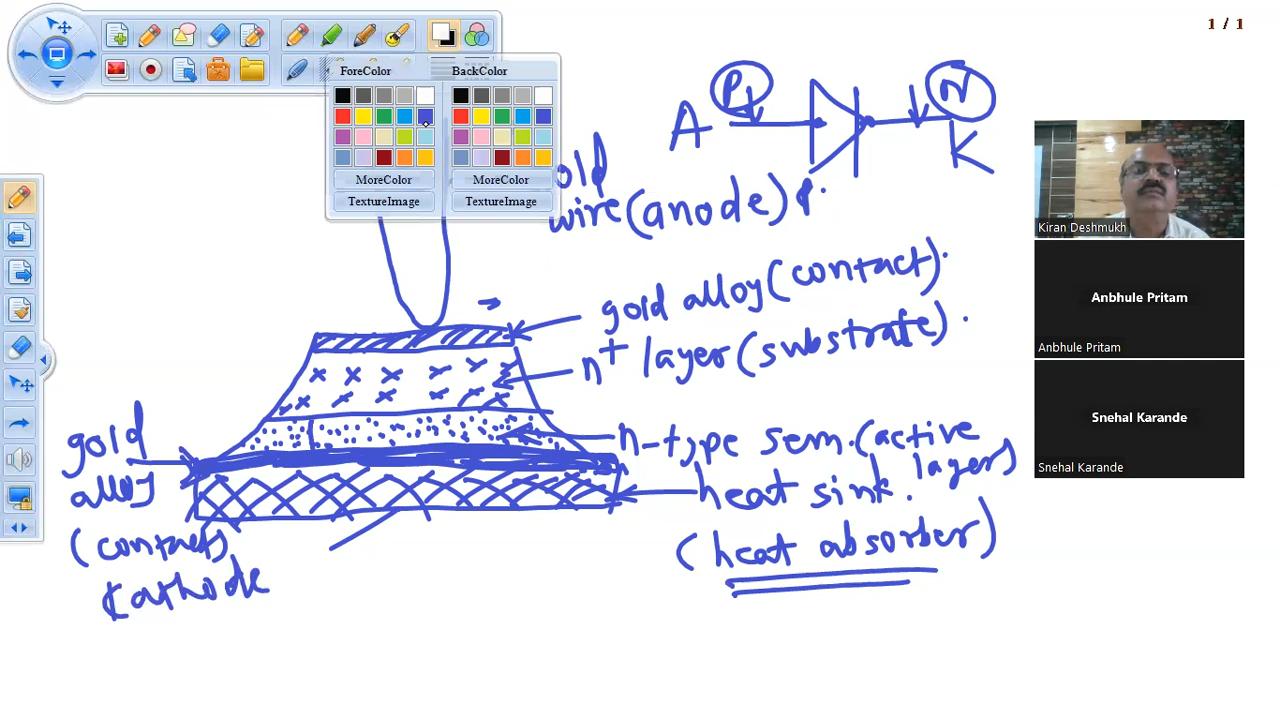 1 / 1
ForeColor
BackColor
MoreColor
MoreColor
TextureImage
TextureImage
A
P
N
K
old
wire (anode) P.
gold alloy (contact).
n+ layer (substrate).
n-type sem. (active layer)
heat sink.
(heat absorber)
gold
alloy
(contact)
kathode
Kiran Deshmukh
Anbhule Pritam
Anbhule Pritam
Snehal Karande
Snehal Karande